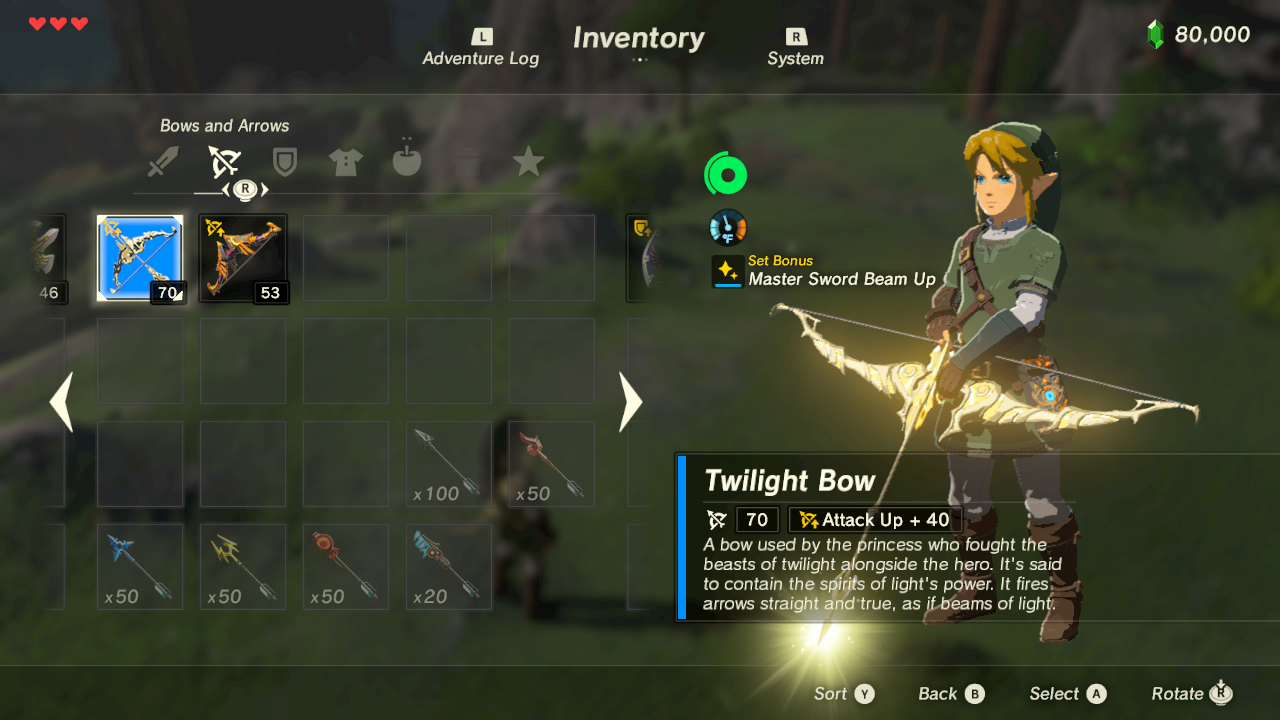 L
Inventory
R
80,000
Adventure Log
System
Bows and Arrows
R
°F
Set Bonus
Master Sword Beam Up
46
70
53
x100
x50
x50
x50
x50
x20
Twilight Bow
70
Attack Up + 40
A bow used by the princess who fought the
beasts of twilight alongside the hero. It's said
to contain the spirits of light's power. It fires
arrows straight and true, as if beams of light.
Sort Y
Back B
Select A
Rotate R